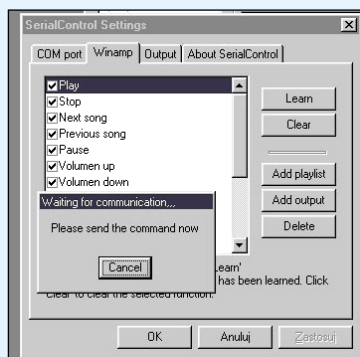 SerialControl Settings
COM port Winamp Output About SerialControl
Play
Stop
Next song
Previous song
Pause
Volumen up
Volumen down
Learn
Clear
Add playlist
Add output
Delete
Waiting for communication...
Please send the command now
Cancel
Learn'
has been learned. Click
Clear to clear the selected function.
OK Anuluj Zastosuj